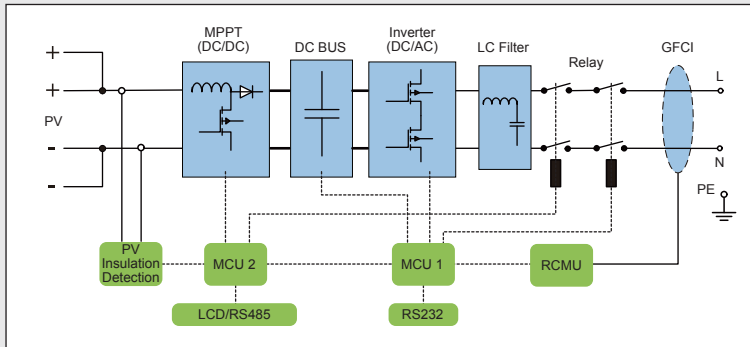 MPPT
(DC/DC)
DC BUS
Inverter
(DC/AC)
LC Filter
Relay
GFCI
+
+
PV
-
-
L
N
PE
PV
Insulation
Detection
MCU 2
MCU 1
RCMU
LCD/RS485
RS232